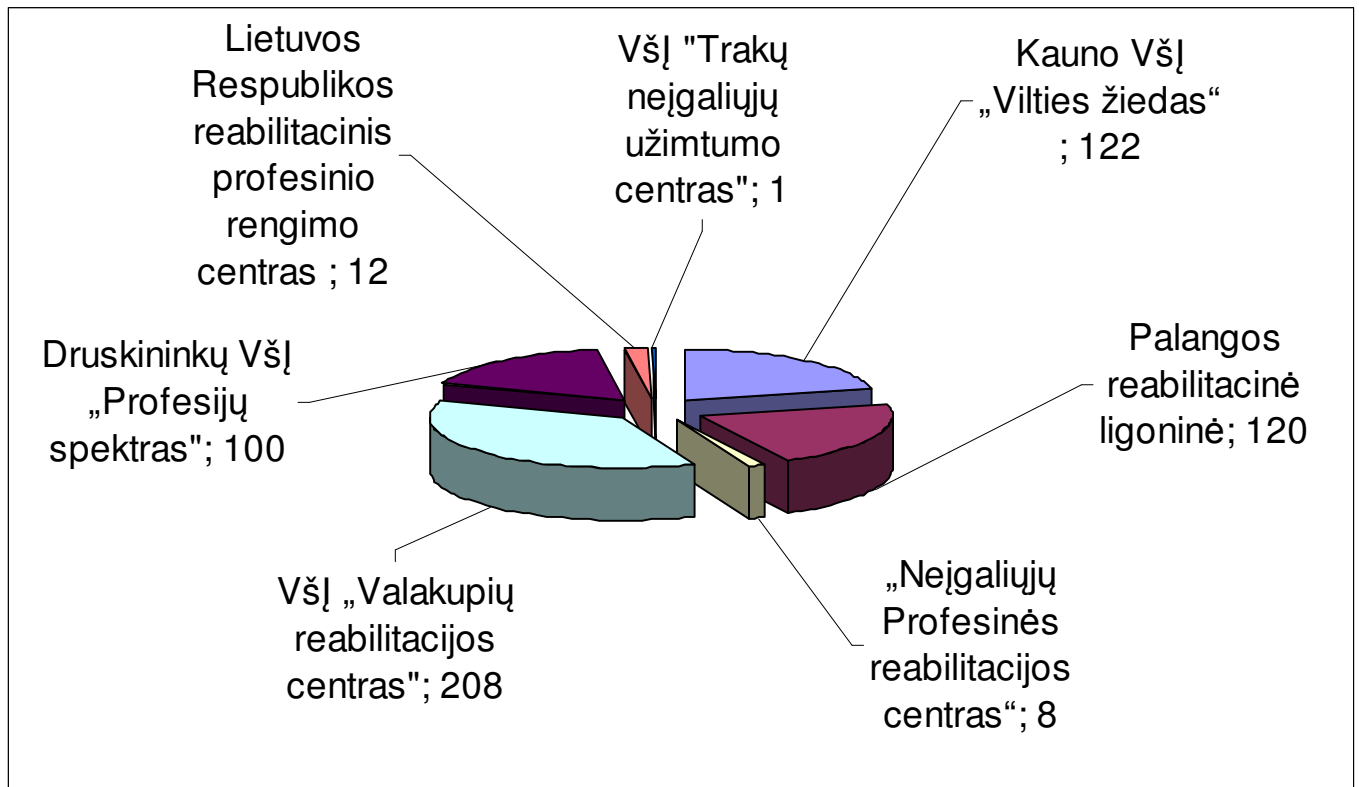 Lietuvos
Respublikos
reabilitacinis
profesinio
rengimo
centras ; 12
VšĮ "Trakų
neįgaliųjų
užimtumo
centras"; 1
Kauno VšĮ
„Vilties žiedas“
; 122
Palangos
reabilitacinė
ligoninė; 120
„Neįgaliųjų
Profesinės
reabilitacijos
centras“; 8
VšĮ „Valakupių
reabilitacijos
centras"; 208
Druskininkų VšĮ
„Profesijų
spektras"; 100